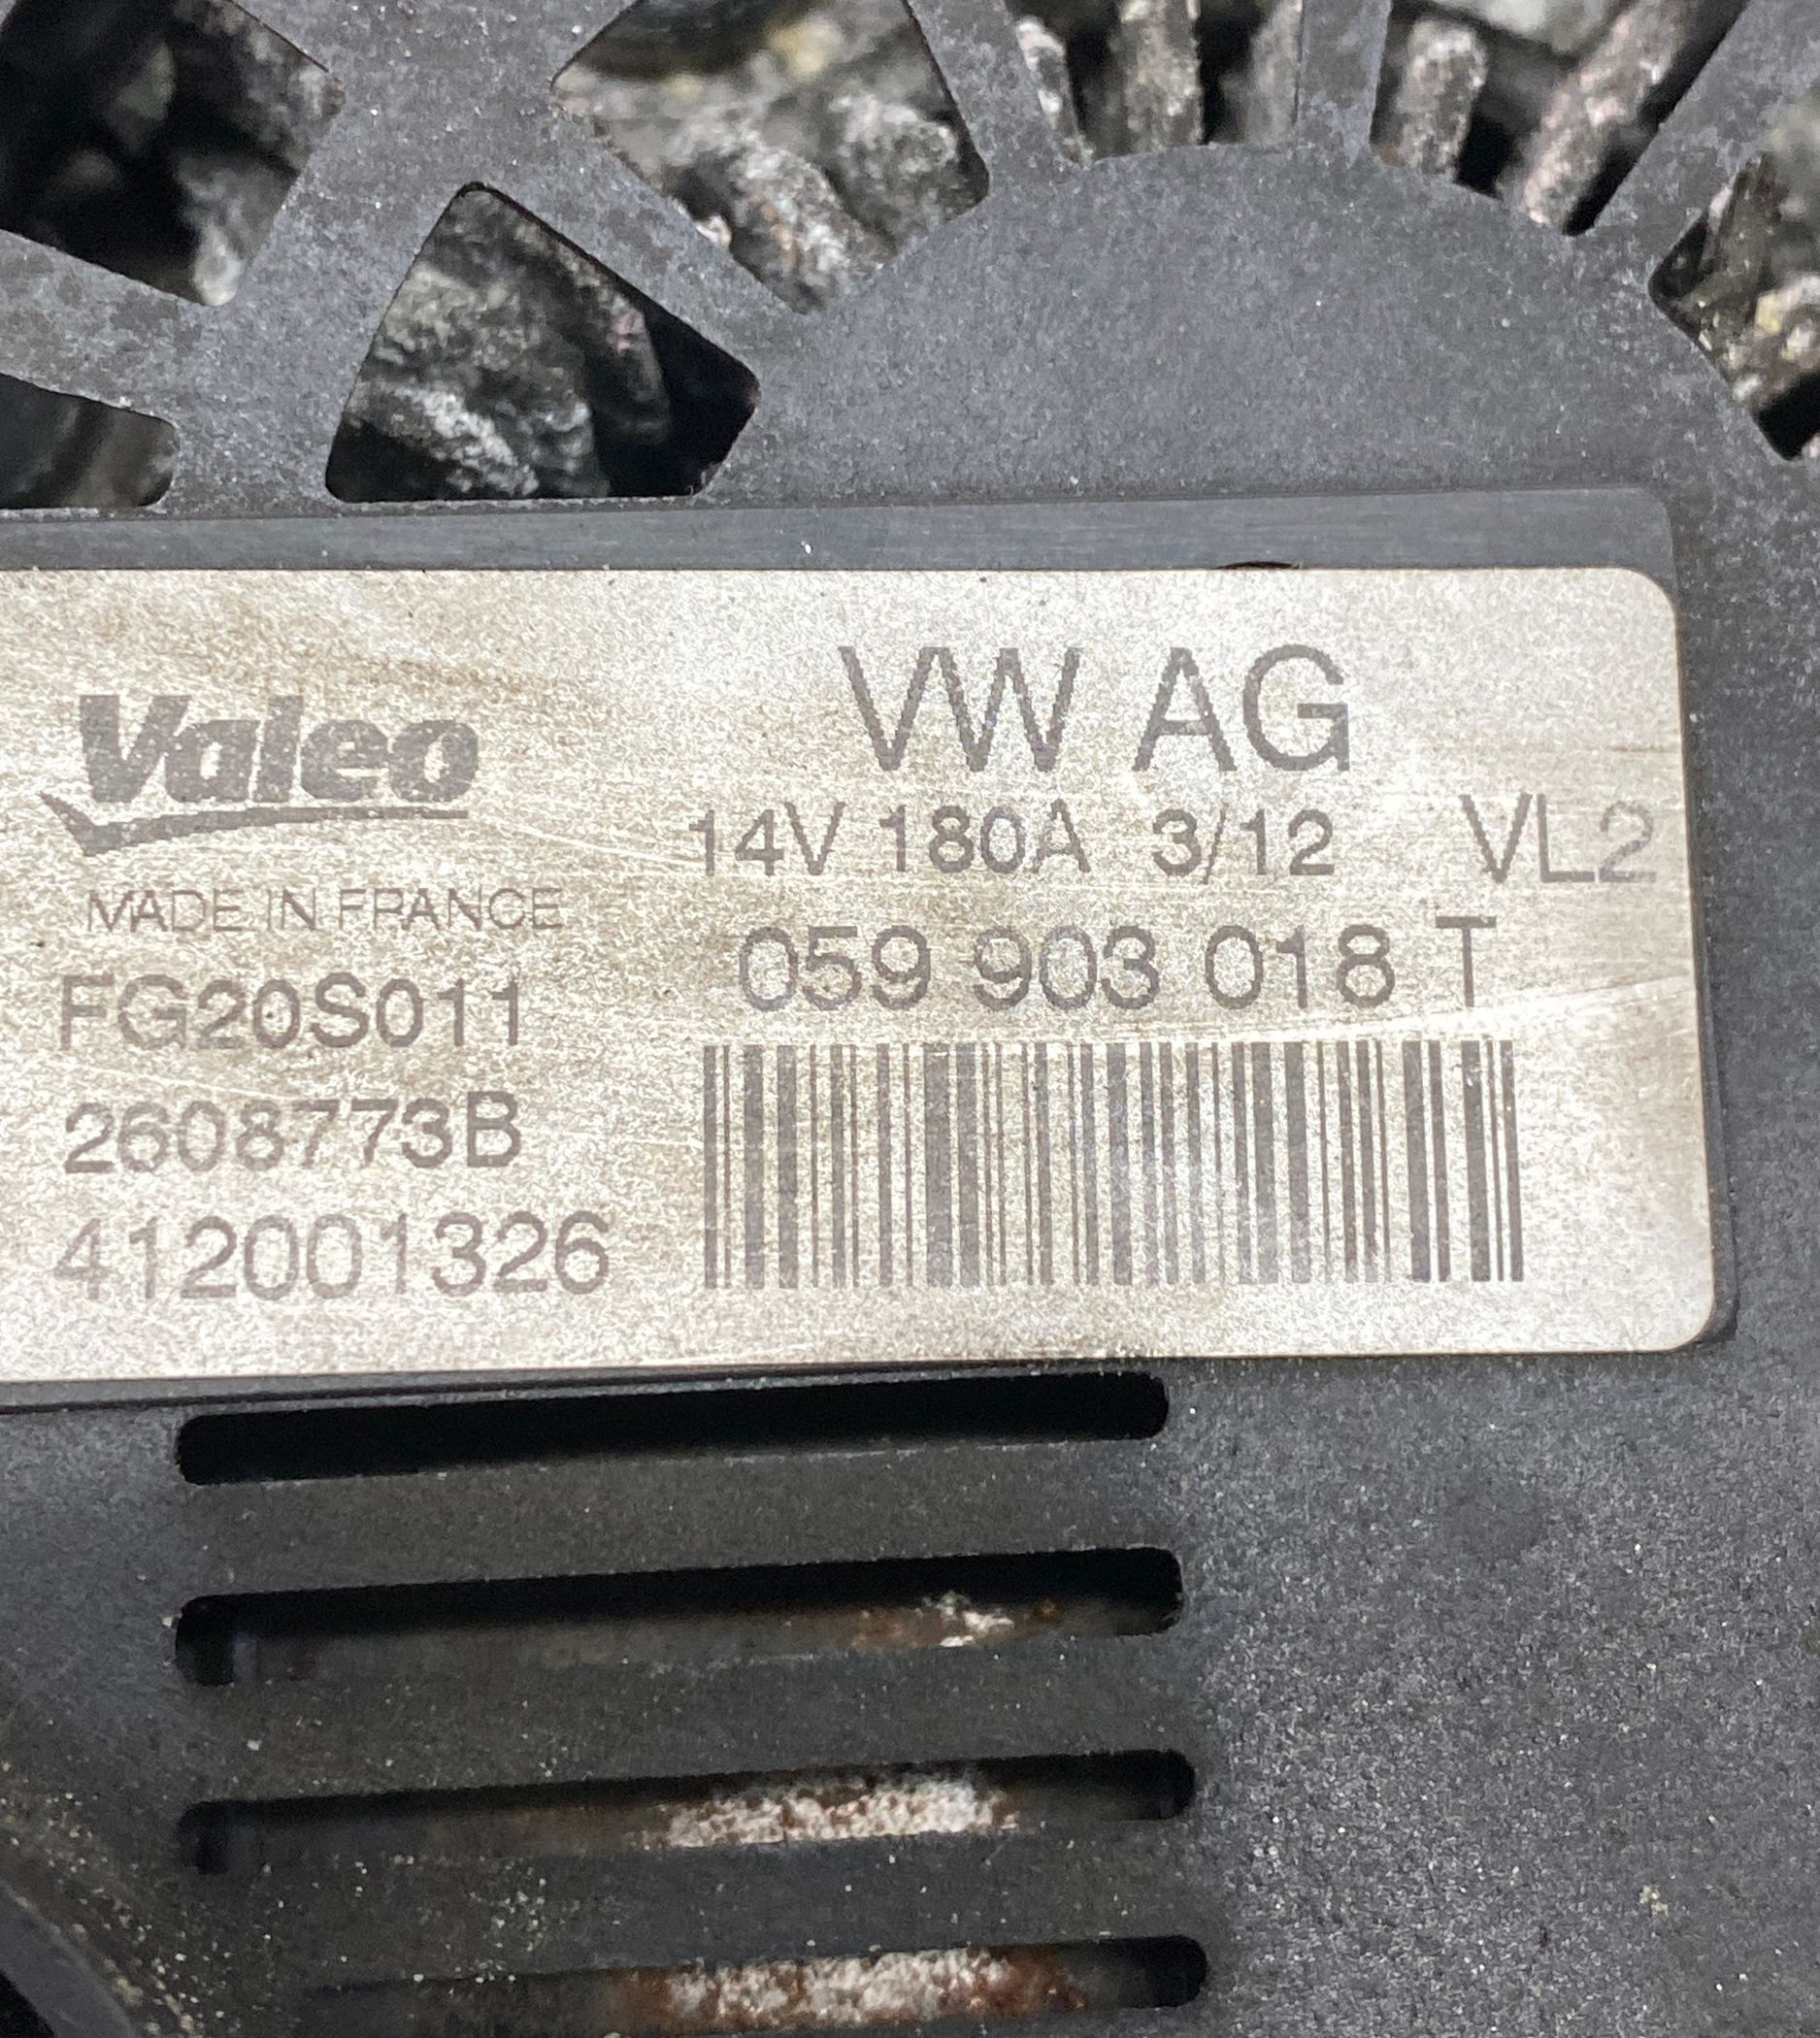 Valeo
MADE IN FRANCE
FG20S011
2608773B
412001326
VW AG
14V 180A 3/12 VL2
059 903 018 T